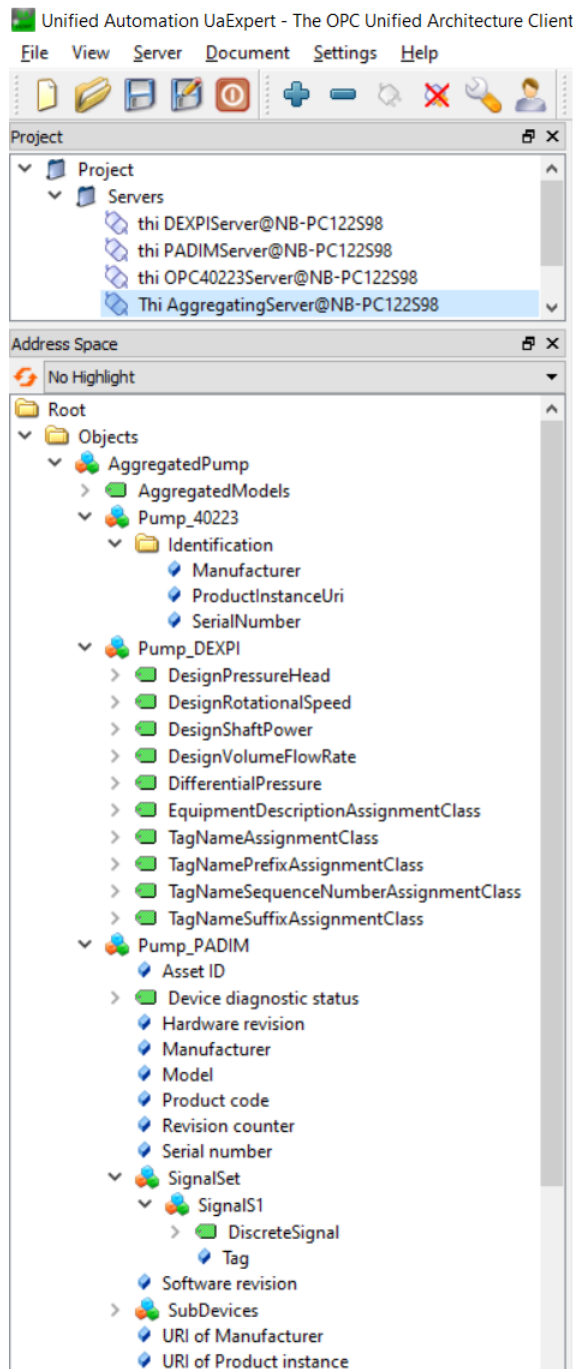 Unified Automation UaExpert - The OPC Unified Architecture Client
File View Server Document Settings Help
Project
Project
Servers
thi DEXPIServer@NB-PC122S98
thi PADIMServer@NB-PC122S98
thi OPC40223Server@NB-PC122S98
Thi AggregatingServer@NB-PC122S98
Address Space
No Highlight
Root
Objects
AggregatedPump
AggregatedModels
Pump_40223
Identification
Manufacturer
ProductInstanceUri
SerialNumber
Pump_DEXPI
DesignPressureHead
DesignRotationalSpeed
DesignShaftPower
DesignVolumeFlowRate
DifferentialPressure
EquipmentDescriptionAssignmentClass
TagNameAssignmentClass
TagNamePrefixAssignmentClass
TagNameSequenceNumberAssignmentClass
TagNameSuffixAssignmentClass
Pump_PADIM
Asset ID
Device diagnostic status
Hardware revision
Manufacturer
Model
Product code
Revision counter
Serial number
SignalSet
SignalS1
DiscreteSignal
Tag
Software revision
SubDevices
URI of Manufacturer
URI of Product instance